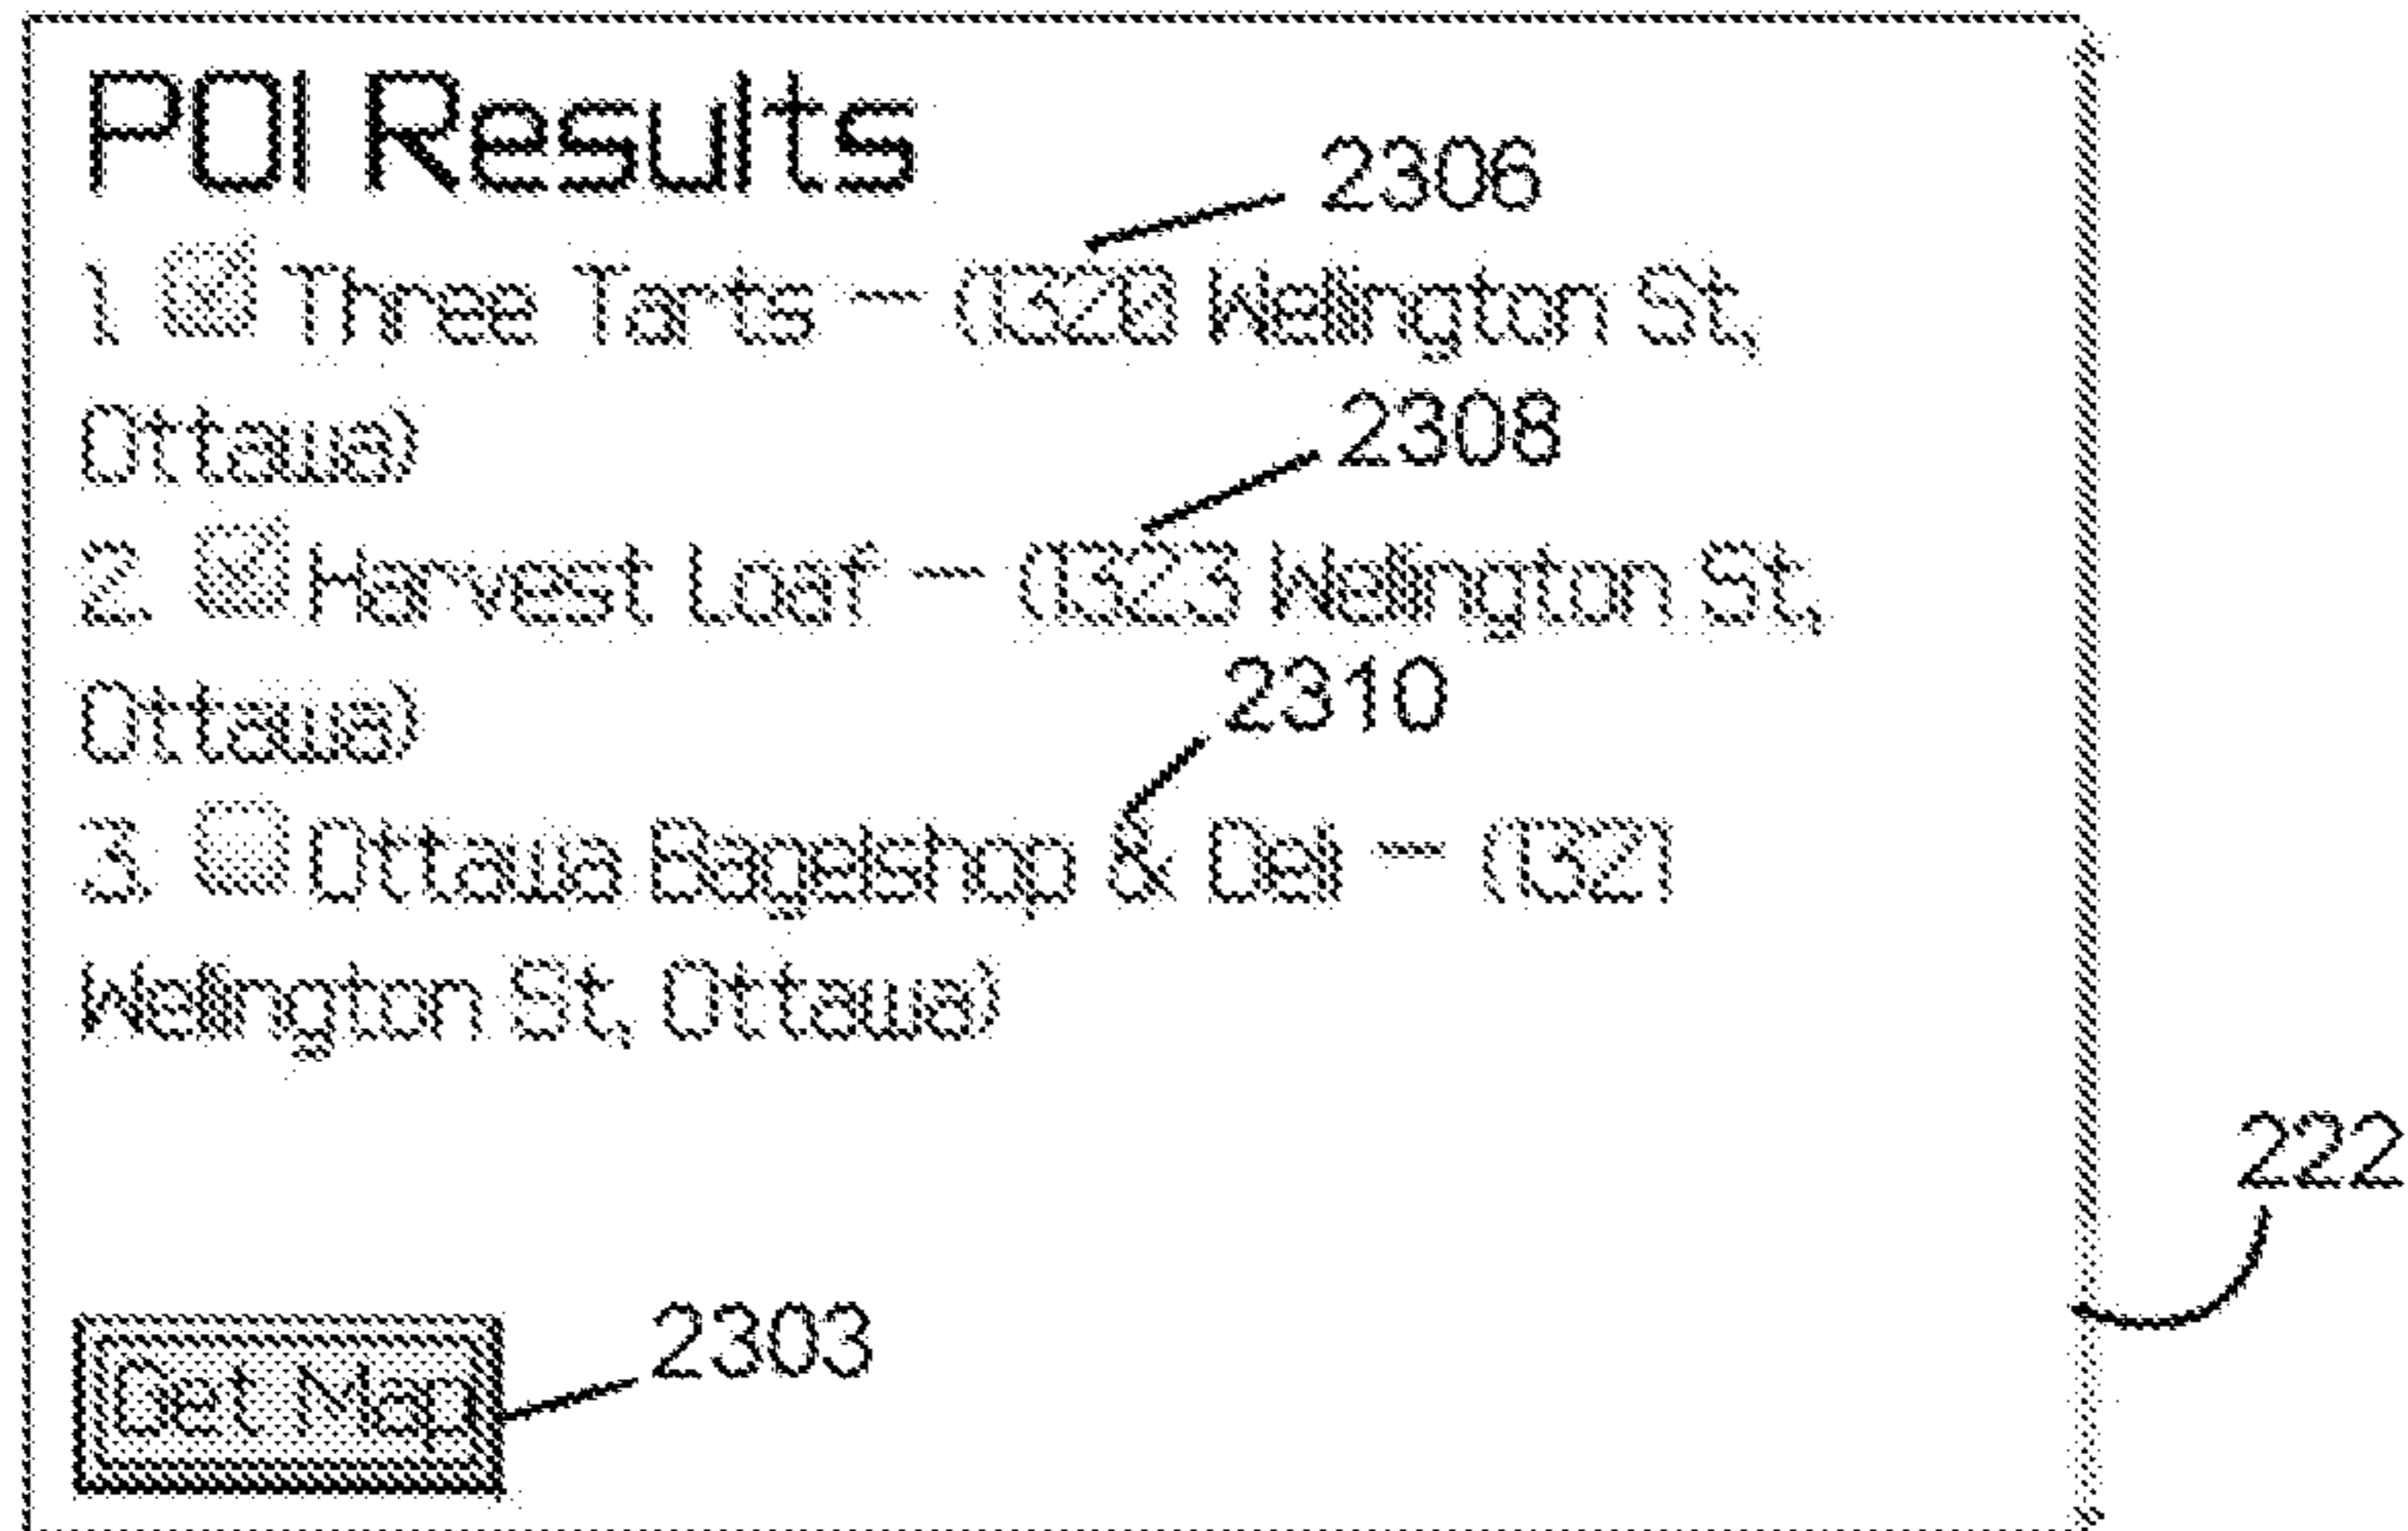 POI Results
2306
1 Three Tarts — (1320 Wellington St,
Ottawa)
2308
2. Harvest Loaf — (1323 Wellington St,
Ottawa)
2310
3. Ottawa Bagelshop & Deli — (1321
Wellington St, Ottawa)
222
2303
Get Map